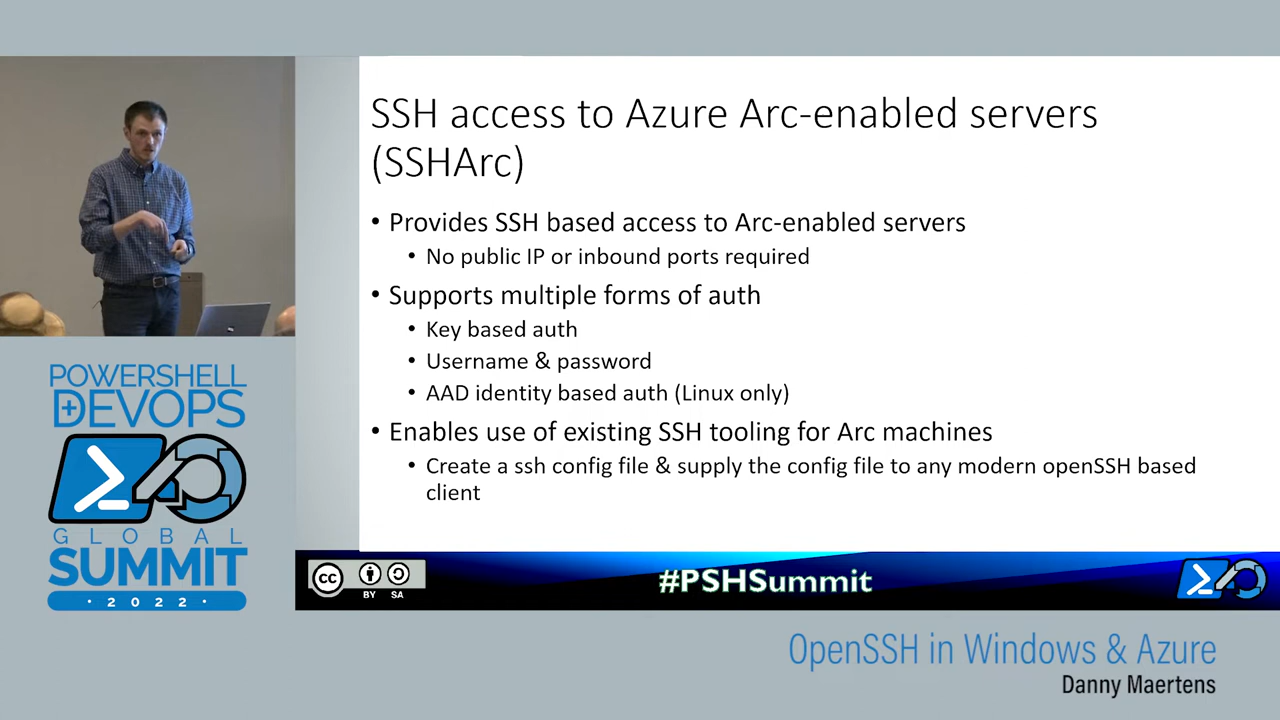 SSH access to Azure Arc-enabled servers
(SSHArc)
• Provides SSH based access to Arc-enabled servers
• No public IP or inbound ports required
• Supports multiple forms of auth
• Key based auth
• Username & password
• AAD identity based auth (Linux only)
• Enables use of existing SSH tooling for Arc machines
• Create a ssh config file & supply the config file to any modern openSSH based
client
POWERSHELL
+DEVOPS
GLOBAL
SUMMIT
· 2022 ·
CC
BY SA
#PSHSummit
OpenSSH in Windows & Azure
Danny Maertens